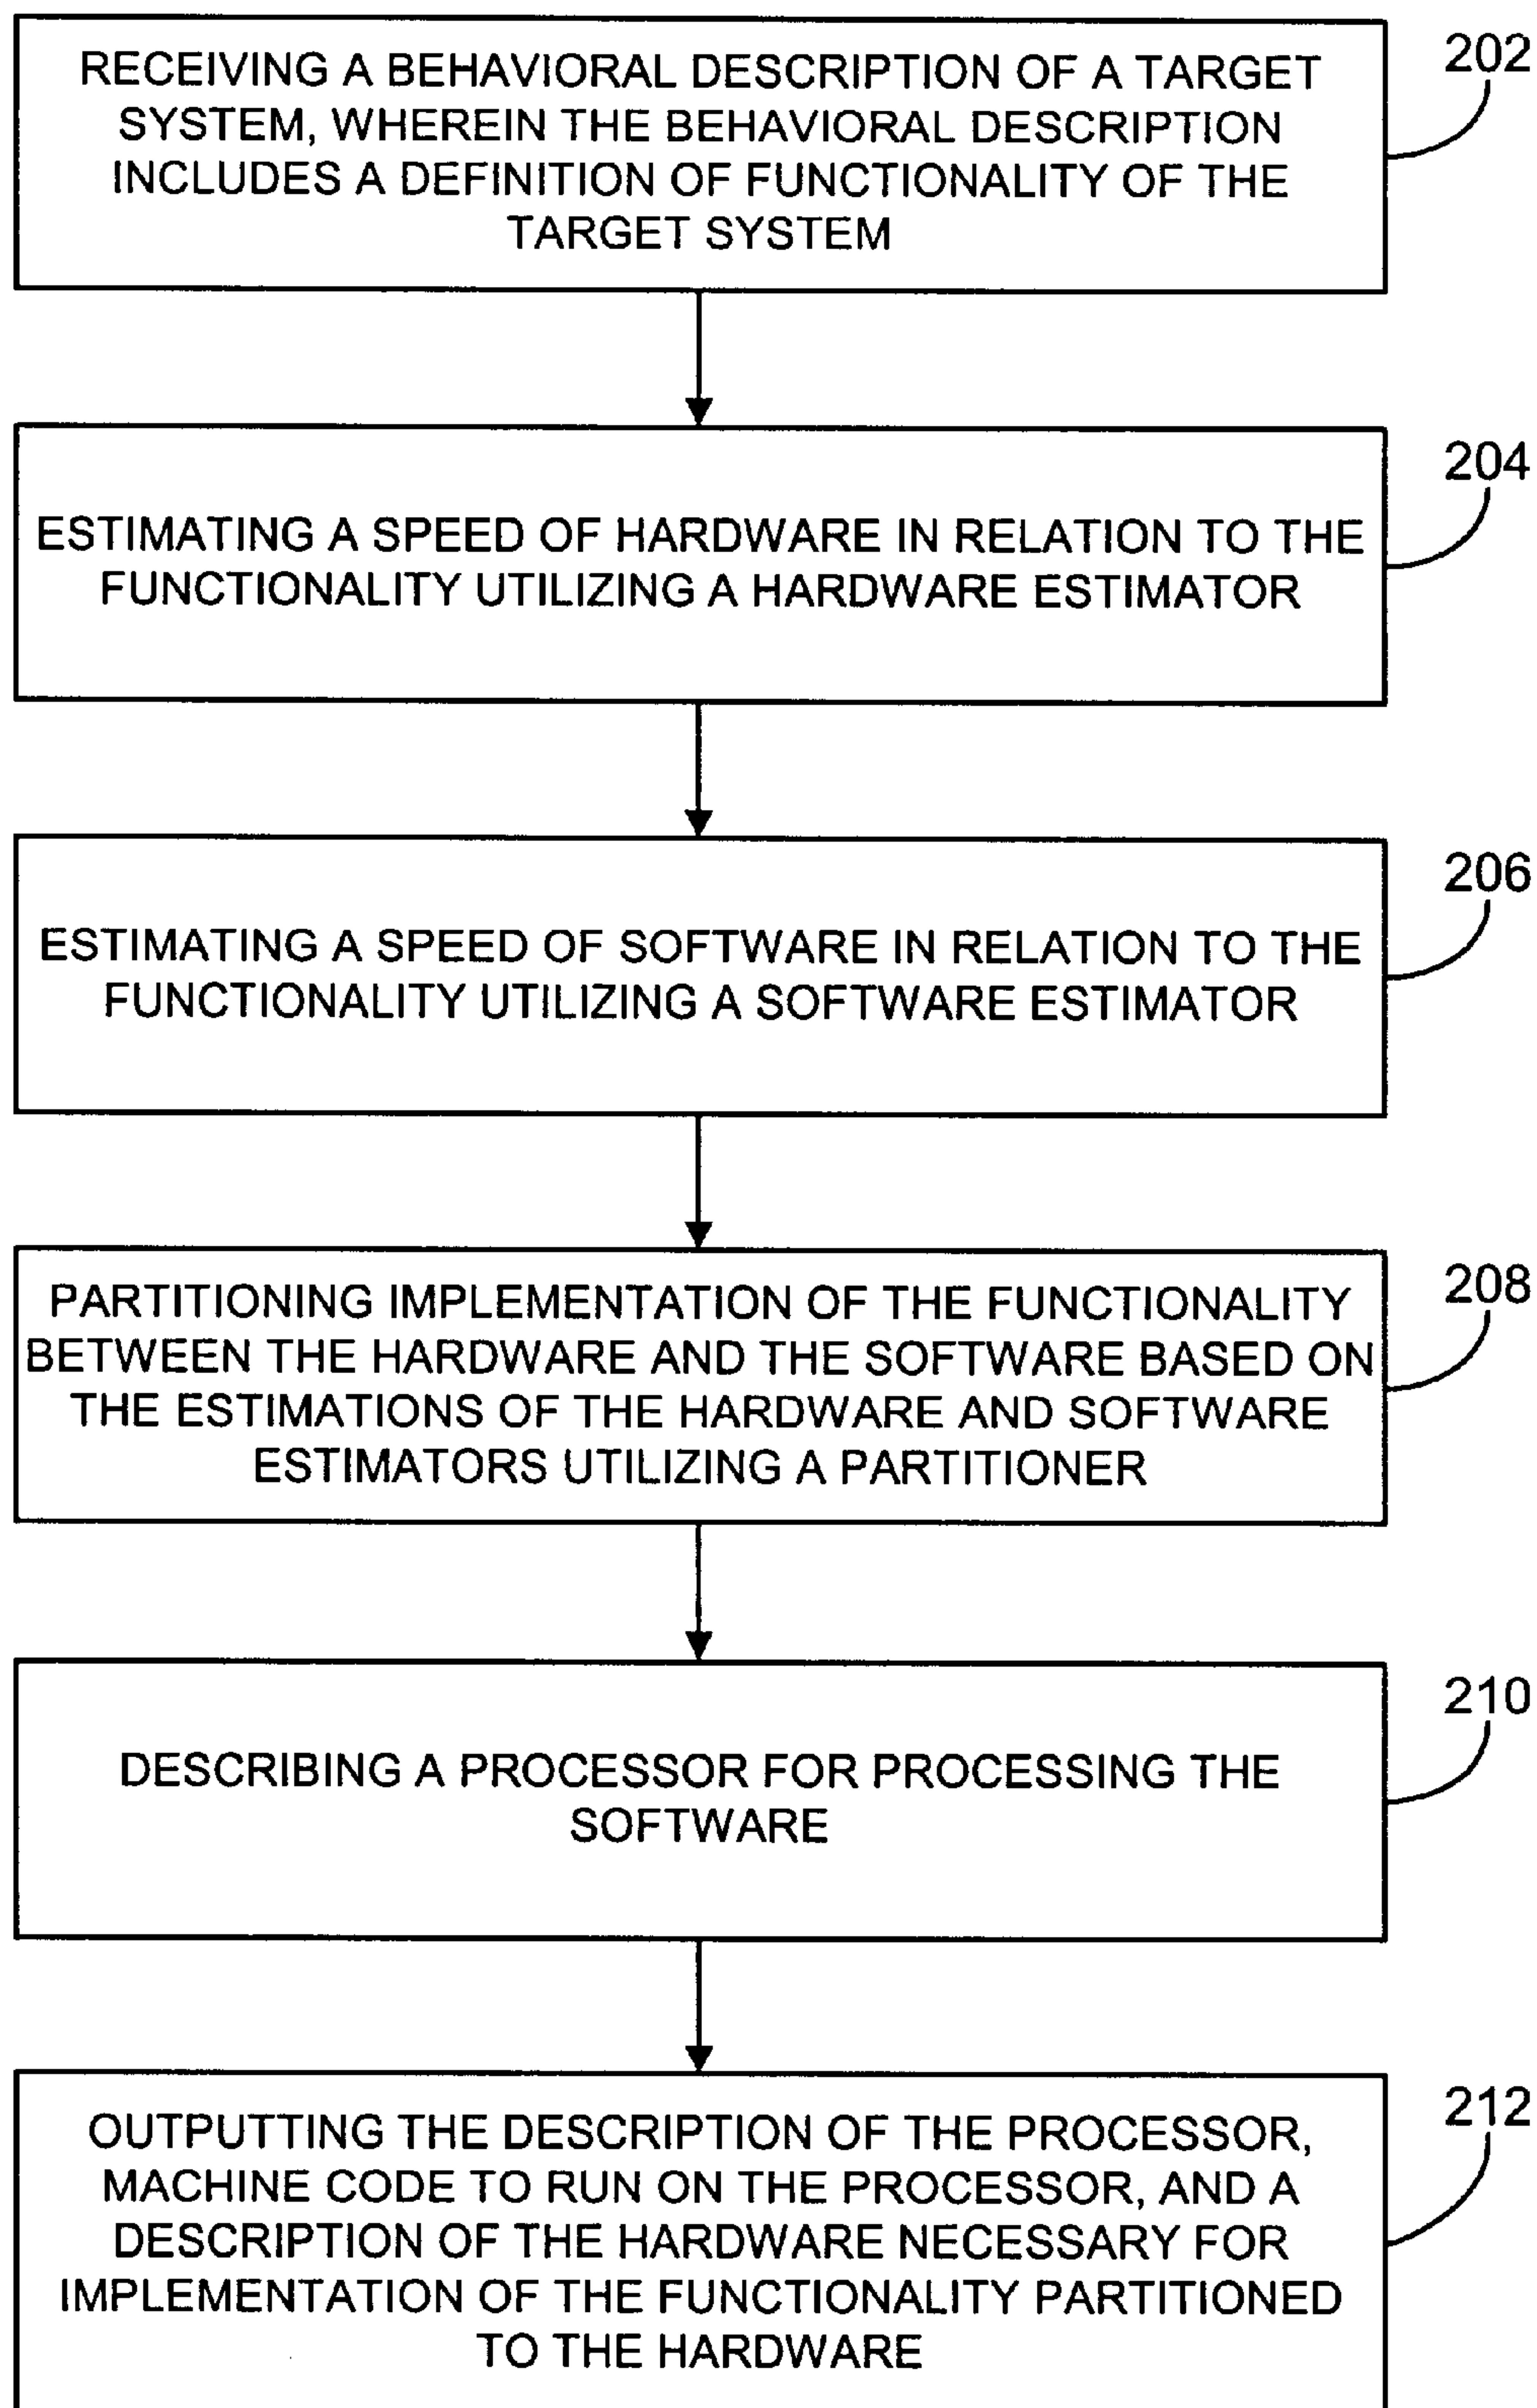 RECEIVING A BEHAVIORAL DESCRIPTION OF A TARGET
SYSTEM, WHEREIN THE BEHAVIORAL DESCRIPTION
INCLUDES A DEFINITION OF FUNCTIONALITY OF THE
TARGET SYSTEM
202
ESTIMATING A SPEED OF HARDWARE IN RELATION TO THE
FUNCTIONALITY UTILIZING A HARDWARE ESTIMATOR
204
ESTIMATING A SPEED OF SOFTWARE IN RELATION TO THE
FUNCTIONALITY UTILIZING A SOFTWARE ESTIMATOR
206
PARTITIONING IMPLEMENTATION OF THE FUNCTIONALITY
BETWEEN THE HARDWARE AND THE SOFTWARE BASED ON
THE ESTIMATIONS OF THE HARDWARE AND SOFTWARE
ESTIMATORS UTILIZING A PARTITIONER
208
DESCRIBING A PROCESSOR FOR PROCESSING THE
SOFTWARE
210
OUTPUTTING THE DESCRIPTION OF THE PROCESSOR,
MACHINE CODE TO RUN ON THE PROCESSOR, AND A
DESCRIPTION OF THE HARDWARE NECESSARY FOR
IMPLEMENTATION OF THE FUNCTIONALITY PARTITIONED
TO THE HARDWARE
212